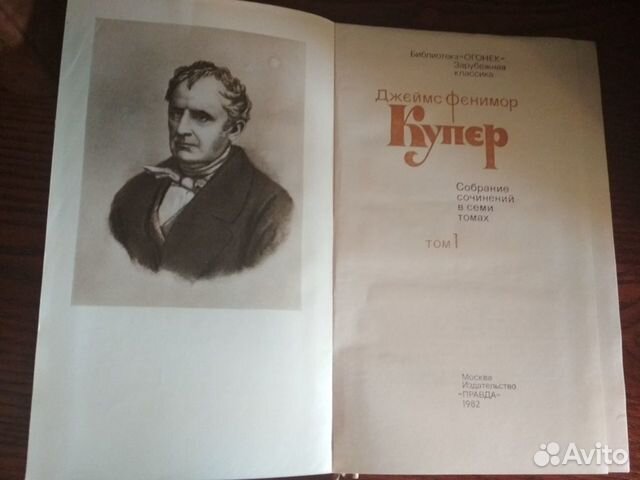 Библиотека «ОГОНЕК»
Зарубежная
классика
Джеймс Фенимор
Купер
Собрание
сочинений
в семи
томах
том 1
Москва
Издательство
«ПРАВДА»
1982
Avito